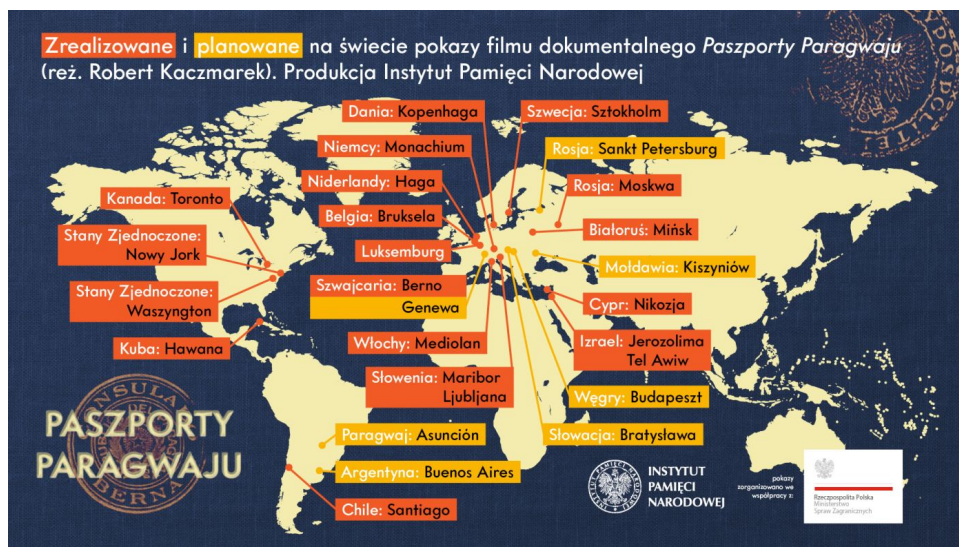 Zrealizowane i planowane na świecie pokazy filmu dokumentalnego Paszporty Paragwaju
(reż. Robert Kaczmarek). Produkcja Instytut Pamięci Narodowej
Dania: Kopenhaga
Szwecja: Sztokholm
Niemcy: Monachium
Rosja: Sankt Petersburg
Niderlandy: Haga
Rosja: Moskwa
Kanada: Toronto
Belgia: Bruksela
Białoruś: Mińsk
Stany Zjednoczone:
Nowy Jork
Luksemburg
Mołdawia: Kiszyniów
Szwajcaria: Berno
Genewa
Stany Zjednoczone:
Waszyngton
Cypr: Nikozja
Kuba: Hawana
Włochy: Mediolan
Izrael: Jerozolima
Tel Awiw
Słowenia: Maribor
Ljubljana
Węgry: Budapeszt
Paragwaj: Asunción
Słowacja: Bratysława
Argentyna: Buenos Aires
Chile: Santiago
PASZPORTY
PARAGWAJU
INSTYTUT
PAMIĘCI
NARODOWEJ
pokazy
zorganizowano we
współpracy z:
Rzeczpospolita Polska
Ministerstwo
Spraw Zagranicznych